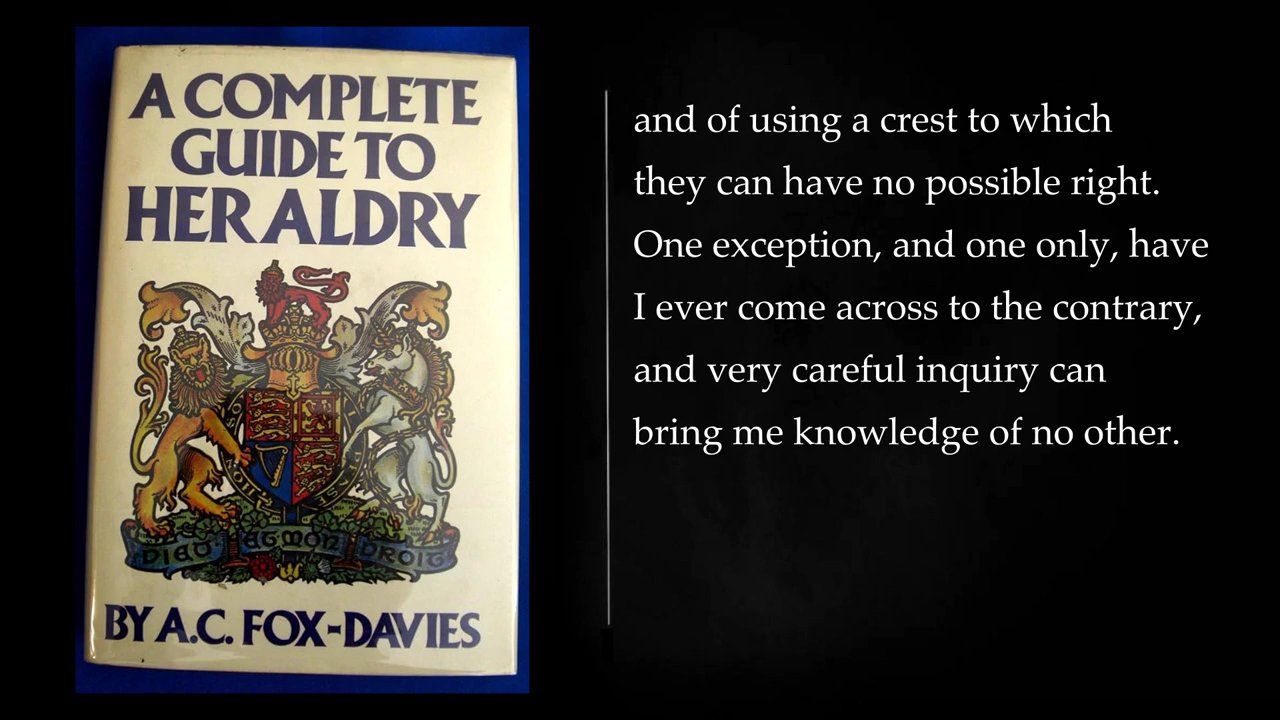 A COMPLETE
GUIDE TO
HERALDRY
DIEU ET MON DROIT
BY A.C. FOX-DAVIES
and of using a crest to which
they can have no possible right.
One exception, and one only, have
I ever come across to the contrary,
and very careful inquiry can
bring me knowledge of no other.